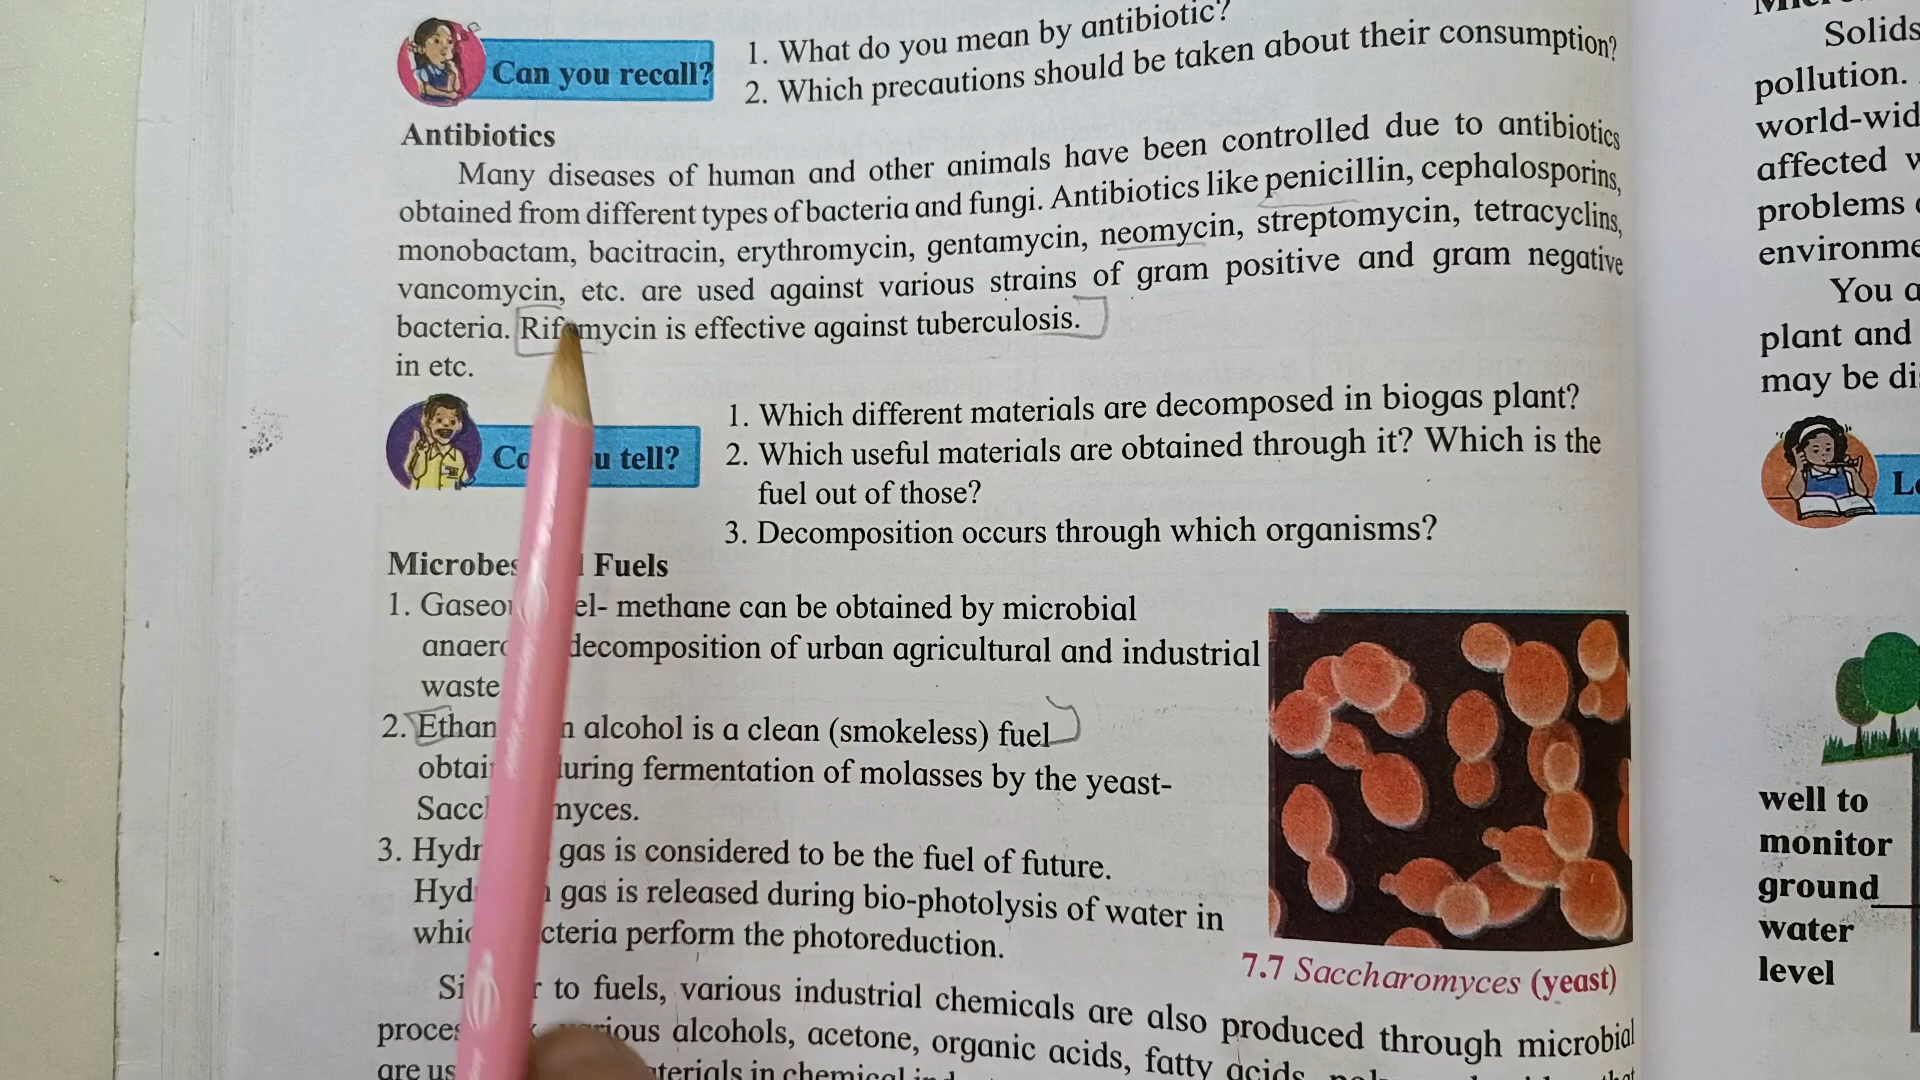 Can you recall?
1. What do you mean by antibiotic?
2. Which precautions should be taken about their consumption?
Antibiotics
Many diseases of human and other animals have been controlled due to antibiotics
obtained from different types of bacteria and fungi. Antibiotics like penicillin, cephalosporins,
monobactam, bacitracin, erythromycin, gentamycin, neomycin, streptomycin, tetracyclins,
vancomycin, etc. are used against various strains of gram positive and gram negative
bacteria. Rifamycin is effective against tuberculosis.
in etc.
u tell?
1. Which different materials are decomposed in biogas plant?
2. Which useful materials are obtained through it? Which is the
fuel out of those?
3. Decomposition occurs through which organisms?
Microbes Fuels
1. methane can be obtained by microbial
decomposition of urban agricultural and industrial
waste
2. alcohol is a clean (smokeless) fuel
during fermentation of molasses by the yeast-
3. gas is considered to be the fuel of future.
gas is released during bio-photolysis of water in
perform the photoreduction.
to fuels, various industrial chemicals are also produced through microbial
alcohols, acetone, organic acids, fatty acids,
are in chemical
7.7 Saccharomyces (yeast)
Solids
pollution.
affected
problems
You
plant and
may be
well to
monitor
ground
water
level